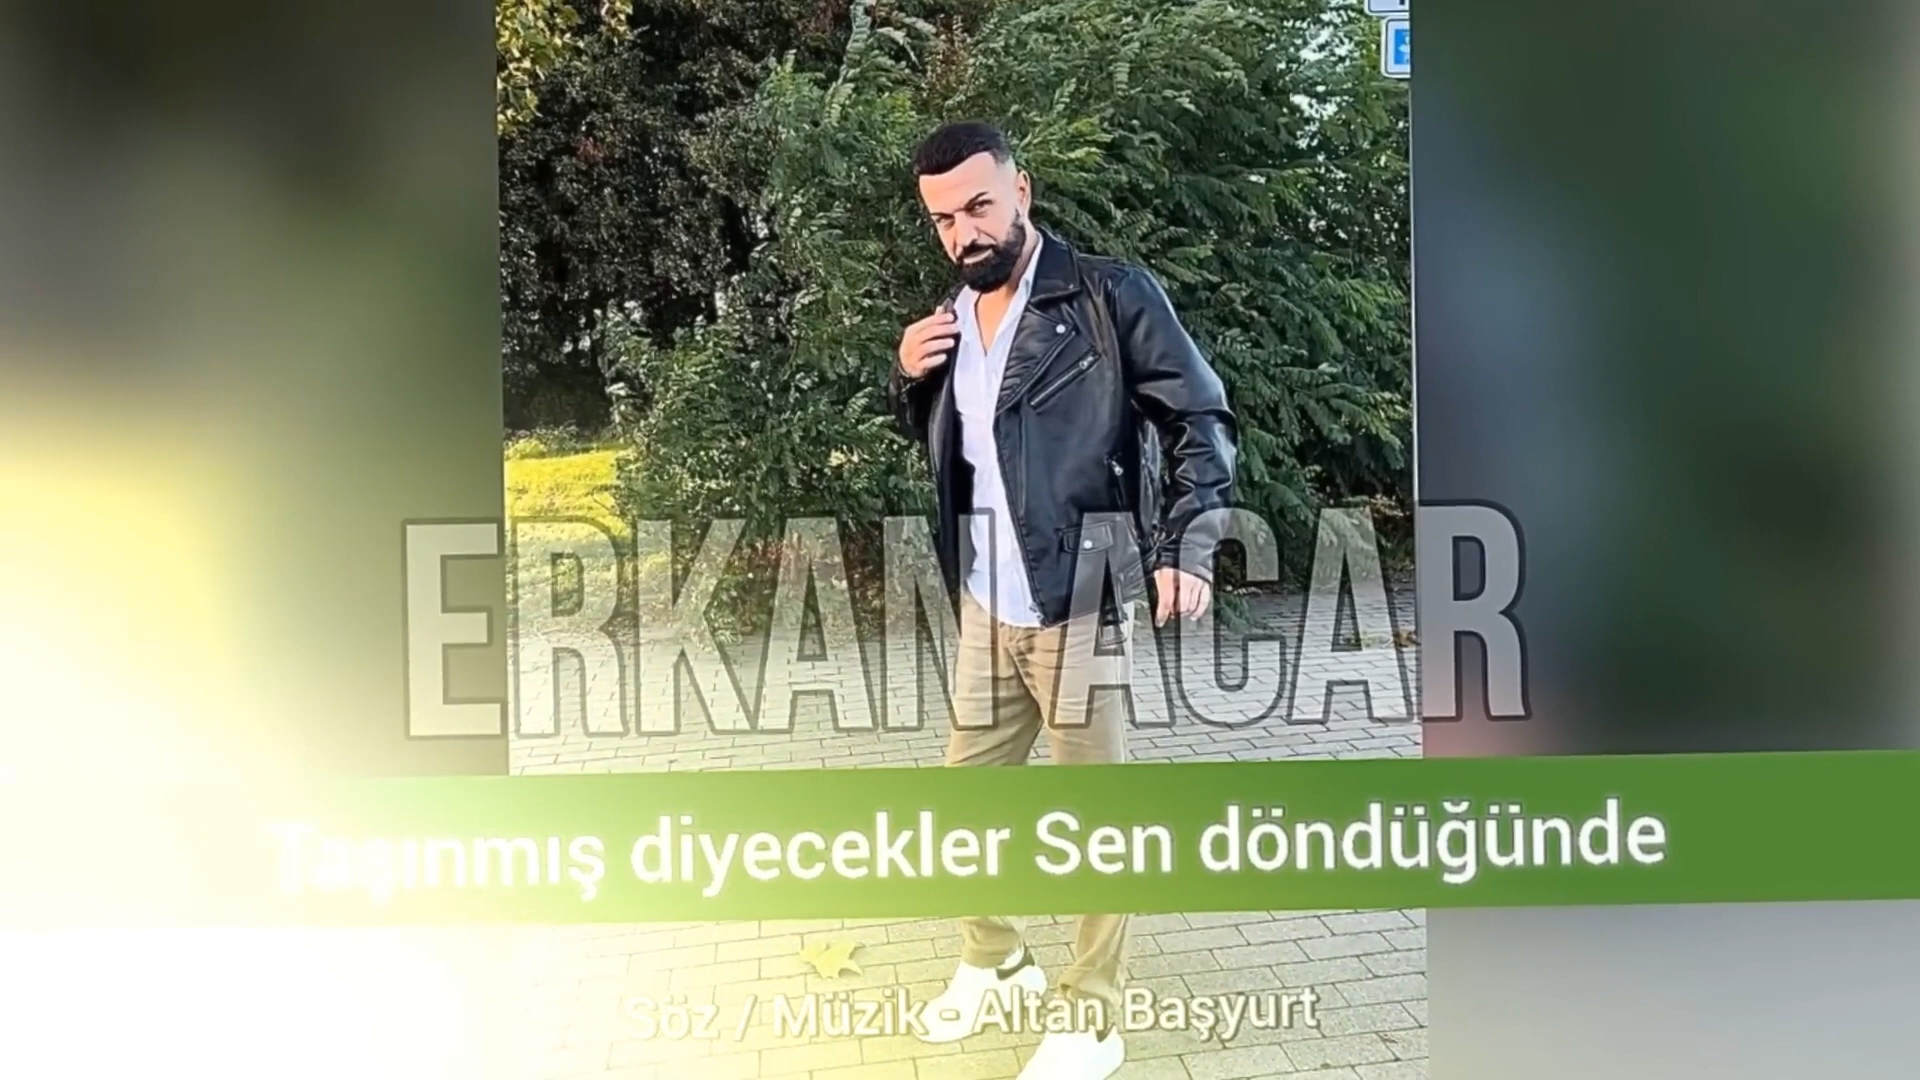 ERKAN ACAR
Taşınmış diyecekler Sen döndüğünde
Söz / Müzik - Altan Başyurt